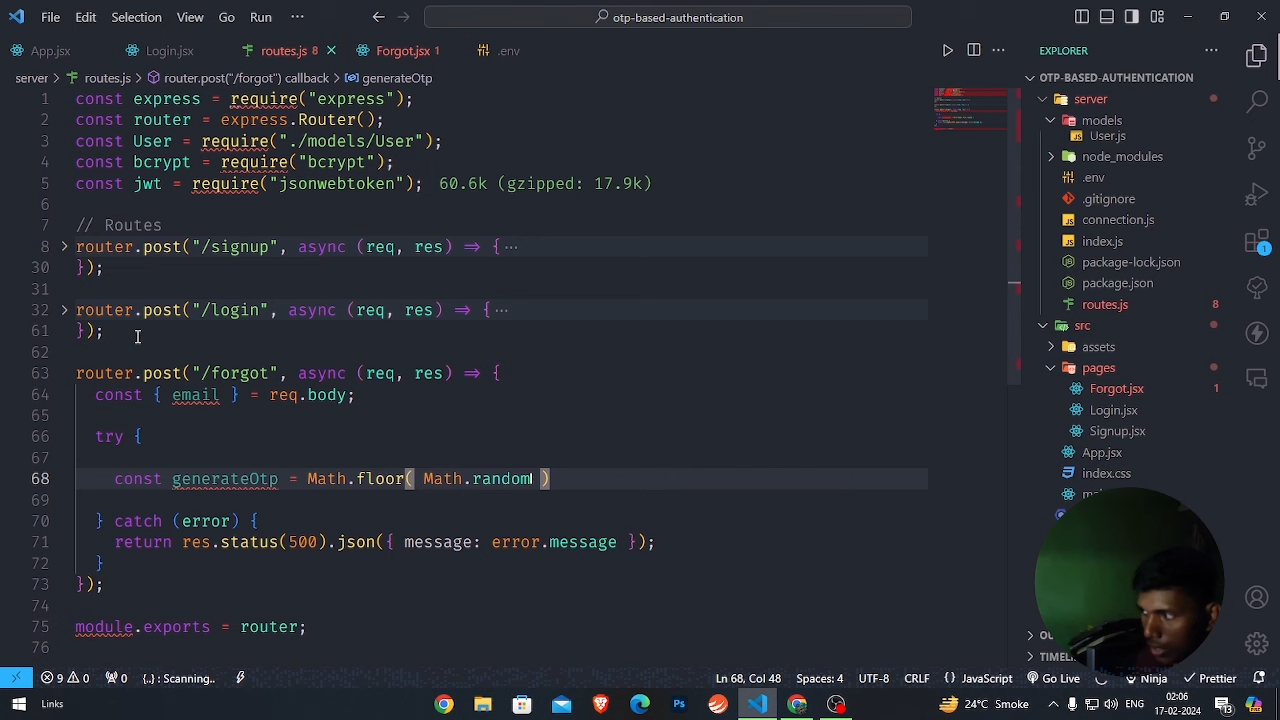 File Edit Selection View Go Run ···
otp-based-authentication
App.jsx Login.jsx routes.js 8 Forgot.jsx 1 .env
server > routes.js > router.post("/forgot") callback > generateOtp
1 const express = require("express");
2 const router = express.Router();
3 const User = require("./models/User");
4 const bcrypt = require("bcrypt");
5 const jwt = require("jsonwebtoken"); 60.6k (gzipped: 17.9k)
6
7 // Routes
8 router.post("/signup", async (req, res) => { ···
30 });
31
32 router.post("/login", async (req, res) => { ···
61 });
62
63 router.post("/forgot", async (req, res) => {
64 const { email } = req.body;
65
66 try {
67
68 const generateOtp = Math.floor( Math.random )
69
70 } catch (error) {
71 return res.status(500).json({ message: error.message });
72 }
73 });
74
75 module.exports = router;
76
EXPLORER ···
OTP-BASED-AUTHENTICATION
server
models
JS User.js
node_modules
.env
.gitignore
JS connection.js
JS index.js
package-lock.json
package.json
routes.js 8
src
assets
pages
Forgot.jsx 1
Login.jsx
Signup.jsx
App.jsx
1
TIMEL
9 0 0 {..}: Scanning.. Ln 68, Col 48 Spaces: 4 UTF-8 CRLF {} JavaScript Go Live Ninja Prettier
Links
24°C Smoke
ENG
02:06